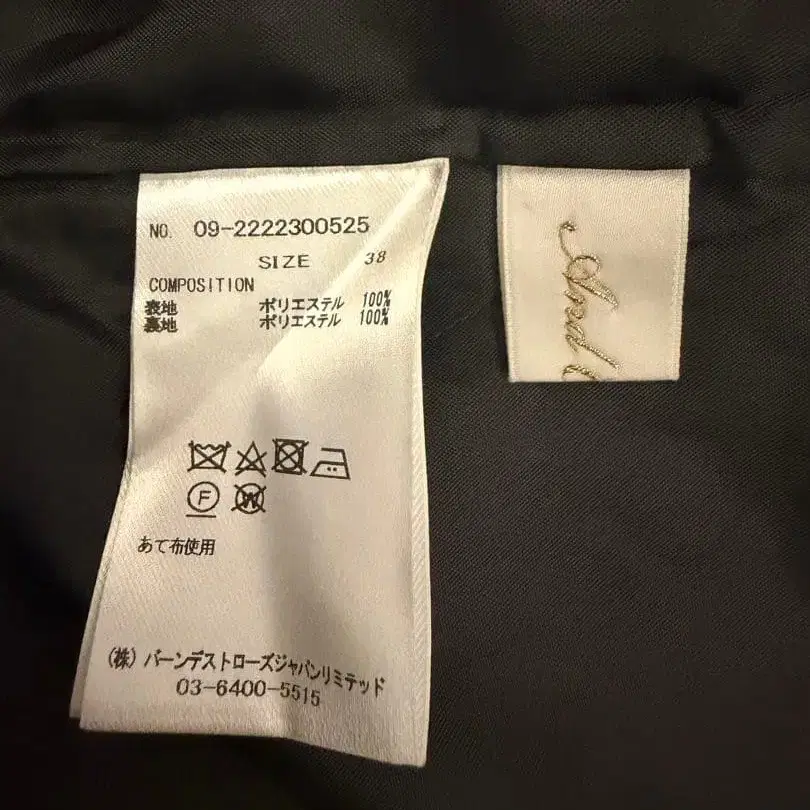 NO. 09-2222300525
SIZE 38
COMPOSITION
表地 ポリエステル 100%
裏地 ポリエステル 100%
F
W
あて布使用
(株) バーンデストローズジャパンリミテッド
03-6400-5515
And